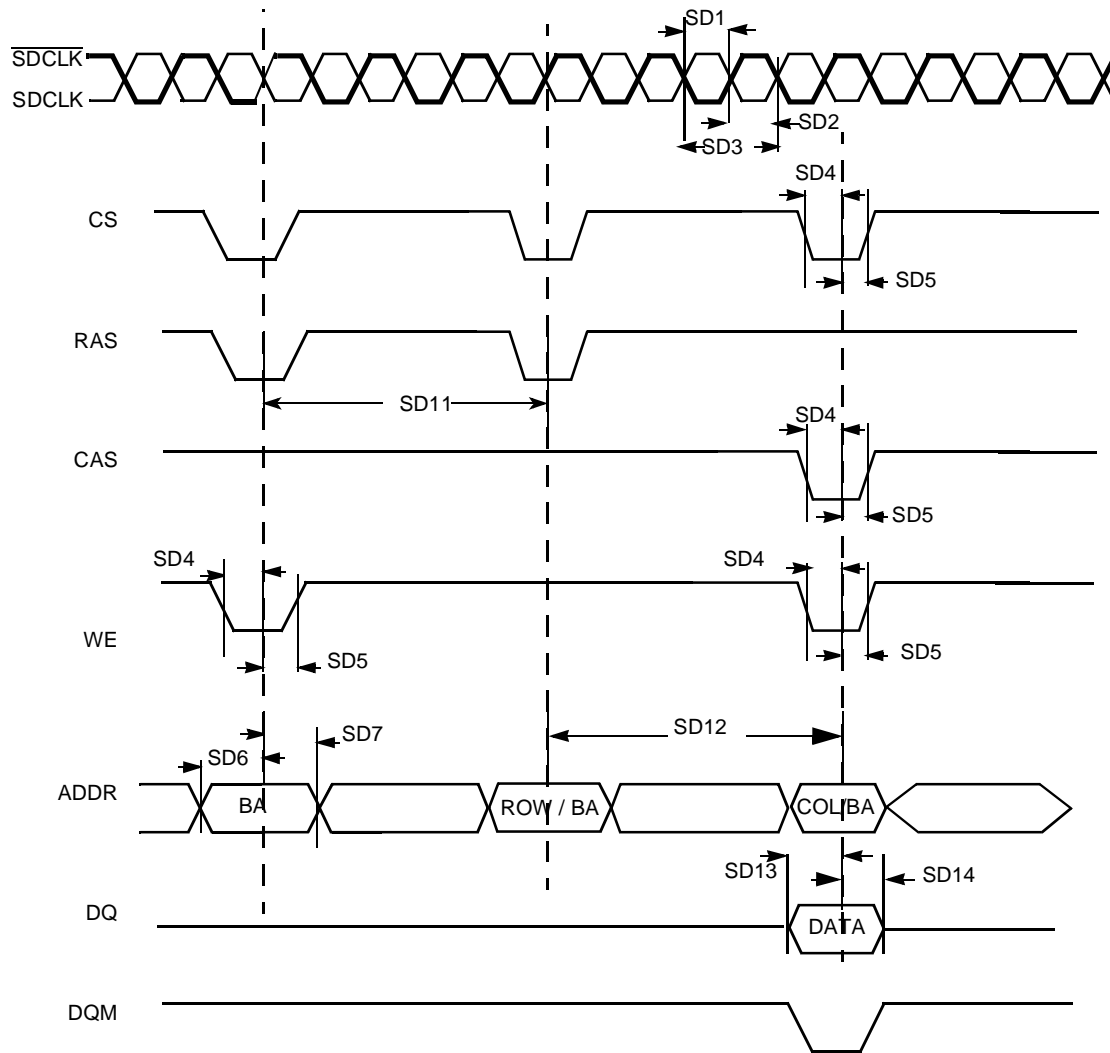 SD1
SDCLK
SDCLK
SD2
SD3
SD4
CS
SD5
RAS
SD11
SD4
CAS
SD5
SD4
SD4
WE
SD5
SD5
SD12
SD7
SD6
ADDR
BA
ROW / BA
COL/BA
SD13
SD14
DQ
DATA
DQM